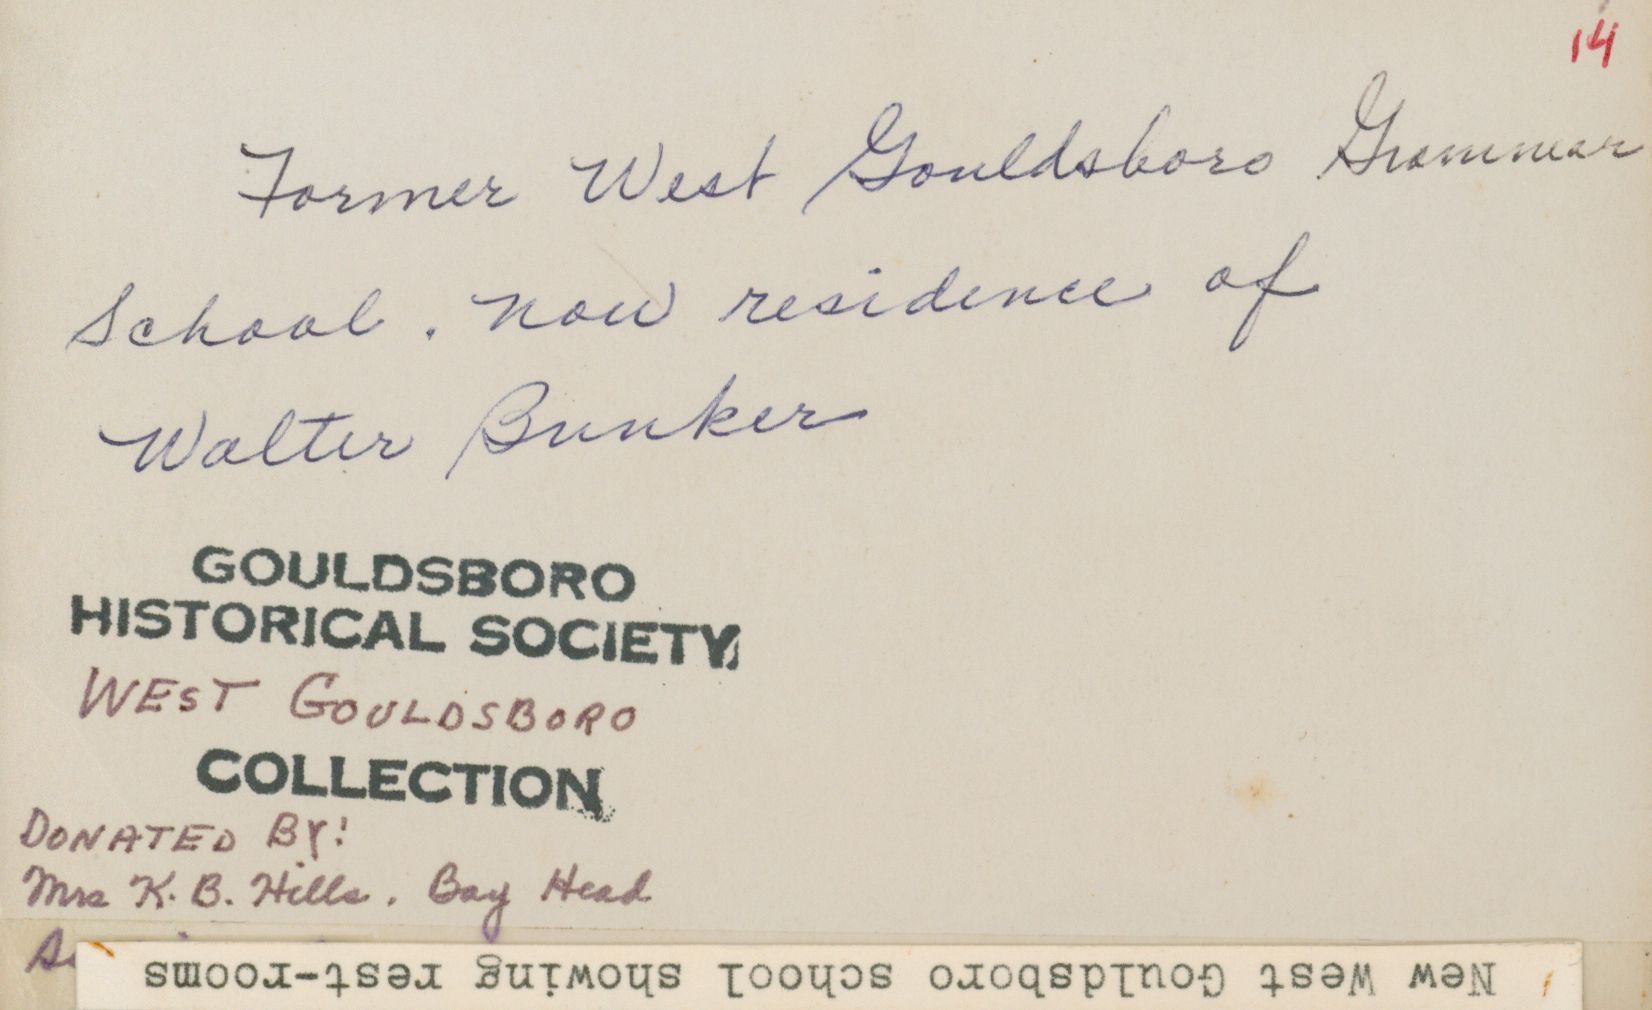 14
Former West Gouldsboro Grammar
School. Now residence of
Walter Bunker
GOULDSBORO
HISTORICAL SOCIETY
WEST GOULDSBORO
COLLECTION
DONATED BY:
Mrs K. B. Hills. Bay Head
New West Gouldsboro school showing rest-rooms